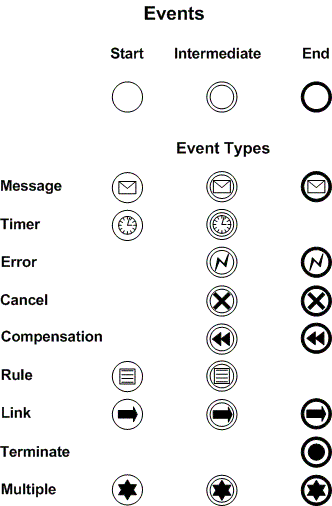 Events
Start Intermediate End
Event Types
Message
Timer
Error
Cancel
Compensation
Rule
Link
Terminate
Multiple